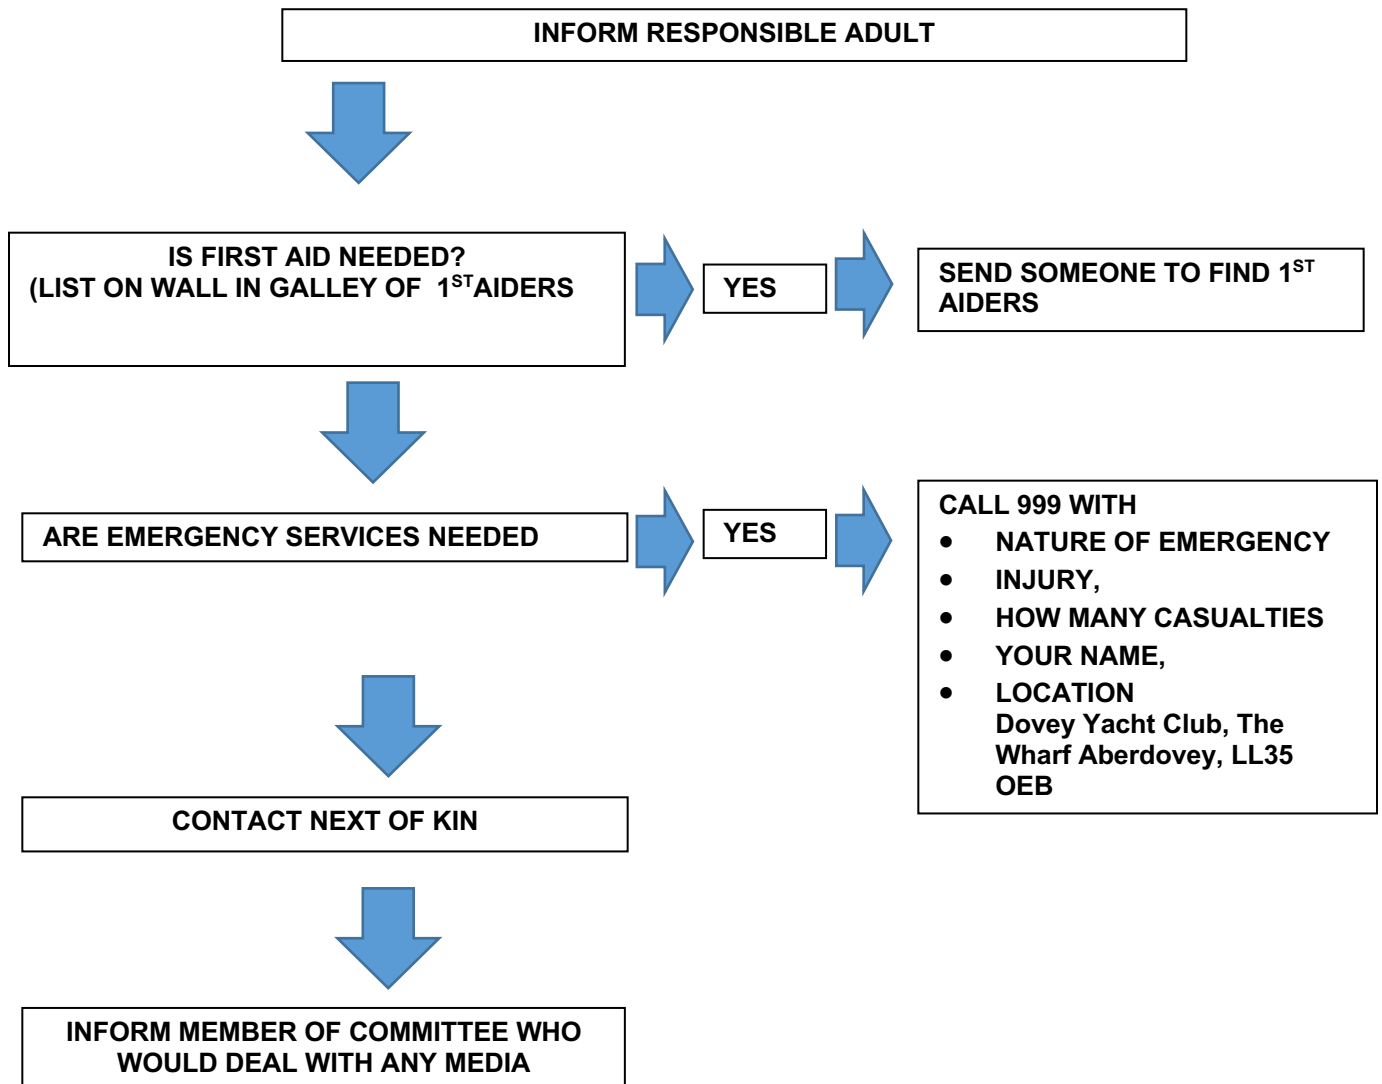 INFORM RESPONSIBLE ADULT
IS FIRST AID NEEDED?
(LIST ON WALL IN GALLEY OF 1ST AIDERS
YES
SEND SOMEONE TO FIND 1ST
AIDERS
ARE EMERGENCY SERVICES NEEDED
YES
CALL 999 WITH
• NATURE OF EMERGENCY
• INJURY,
• HOW MANY CASUALTIES
• YOUR NAME,
• LOCATION
Dovey Yacht Club, The
Wharf Aberdovey, LL35
OEB
CONTACT NEXT OF KIN
INFORM MEMBER OF COMMITTEE WHO
WOULD DEAL WITH ANY MEDIA